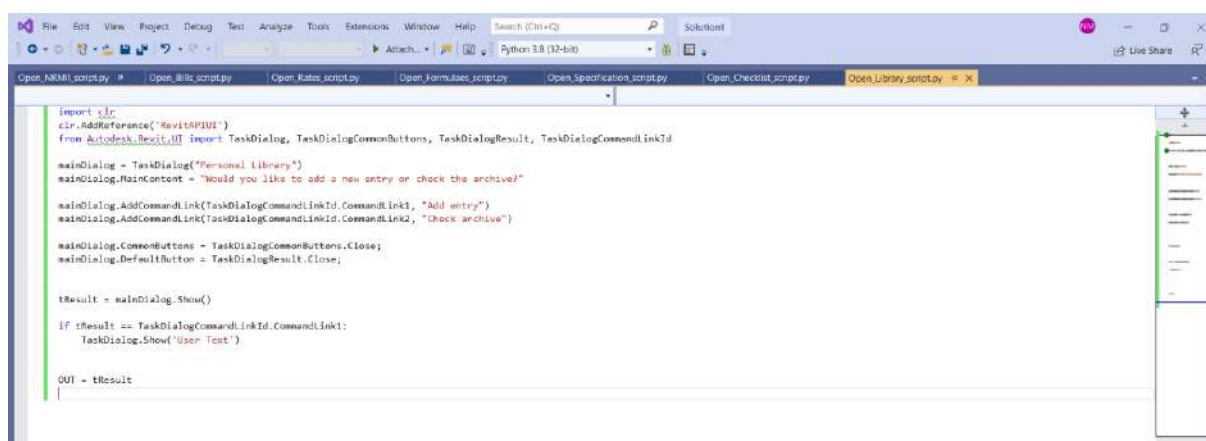 File Edit View Project Debug Test Analyze Tools Extensions Window Help Search (Ctrl+Q) Solution1 NM
Attach... Python 3.8 (32-bit) Live Share
Open_NRMII_script.py Open_Bills_script.py Open_Rates_script.py Open_Formulaes_script.py Open_Specification_script.py Open_Checklist_script.py Open_Library_script.py
import clr
clr.AddReference('RevitAPIUI')
from Autodesk.Revit.UI import TaskDialog, TaskDialogCommonButtons, TaskDialogResult, TaskDialogCommandLinkId
mainDialog = TaskDialog("Personal Library")
mainDialog.MainContent = "Would you like to add a new entry or check the archive?"
mainDialog.AddCommandLink(TaskDialogCommandLinkId.CommandLink1, "Add entry")
mainDialog.AddCommandLink(TaskDialogCommandLinkId.CommandLink2, "Check archive")
mainDialog.CommonButtons = TaskDialogCommonButtons.Close;
mainDialog.DefaultButton = TaskDialogResult.Close;
tResult = mainDialog.Show()
if tResult == TaskDialogCommandLinkId.CommandLink1:
TaskDialog.Show('User Text')
OUT = tResult